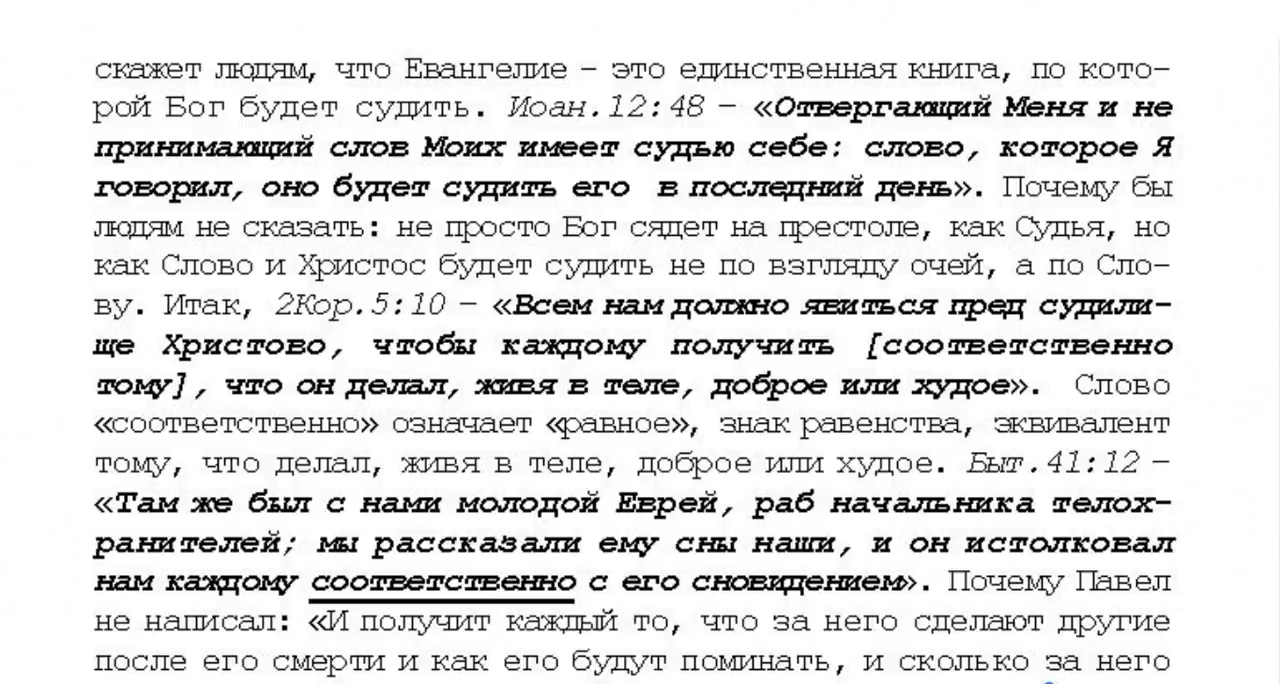 скажет людям, что Евангелие – это единственная книга, по кото-
рой Бог будет судить. Иоан.12:48 – «Отвергающий Меня и не
принимающий слов Моих имеет судью себе: слово, которое Я
говорил, оно будет судить его в последний день». Почему бы
людям не сказать: не просто Бог сядет на престоле, как Судья, но
как Слово и Христос будет судить не по взгляду очей, а по Сло-
ву. Итак, 2Кор.5:10 – «Всем нам должно явиться пред судили-
ще Христово, чтобы каждому получить [соответственно
тому], что он делал, живя в теле, доброе или худое». Слово
«соответственно» означает «равное», знак равенства, эквивалент
тому, что делал, живя в теле, доброе или худое. Быт.41:12 –
«Там же был с нами молодой Еврей, раб начальника телох-
ранителей; мы рассказали ему сны наши, и он истолковал
нам каждому соответственно с его сновидением». Почему Павел
не написал: «И получит каждый то, что за него сделают другие
после его смерти и как его будут поминать, и сколько за него